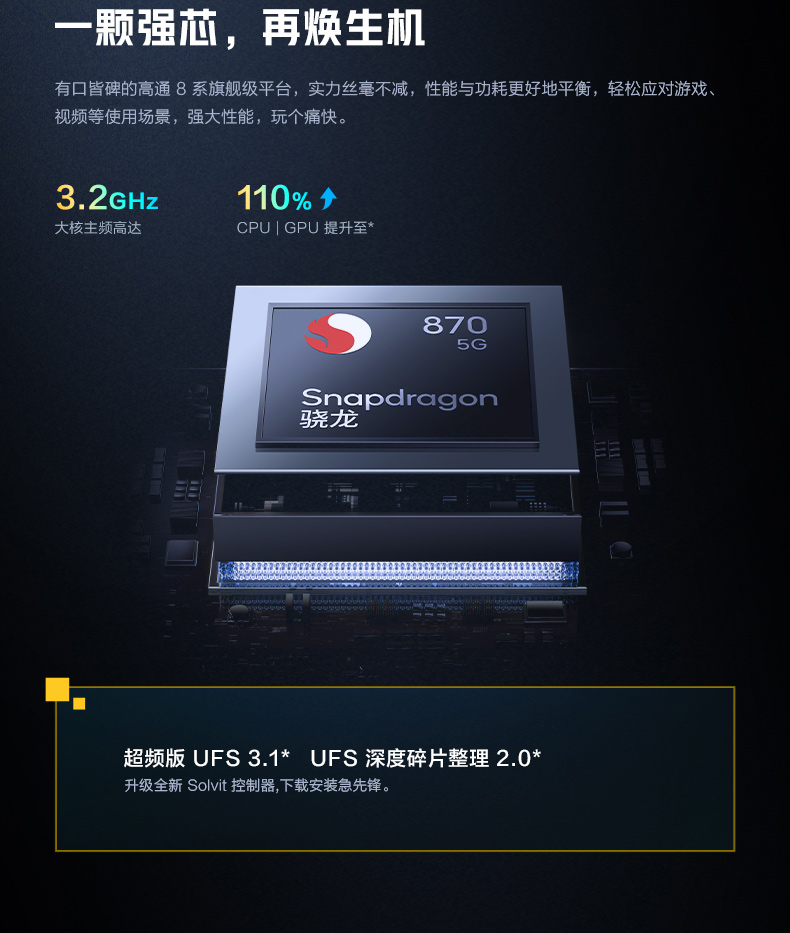 一颗强芯，再焕生机
有口皆碑的高通 8 系旗舰级平台，实力丝毫不减，性能与功耗更好地平衡，轻松应对游戏、
视频等使用场景，强大性能，玩个痛快。
3.2GHz
大核主频高达
110%
CPU | GPU 提升至*
870
5G
Snapdragon
骁龙
超频版 UFS 3.1* UFS 深度碎片整理 2.0*
升级全新 Solvit 控制器,下载安装急先锋。